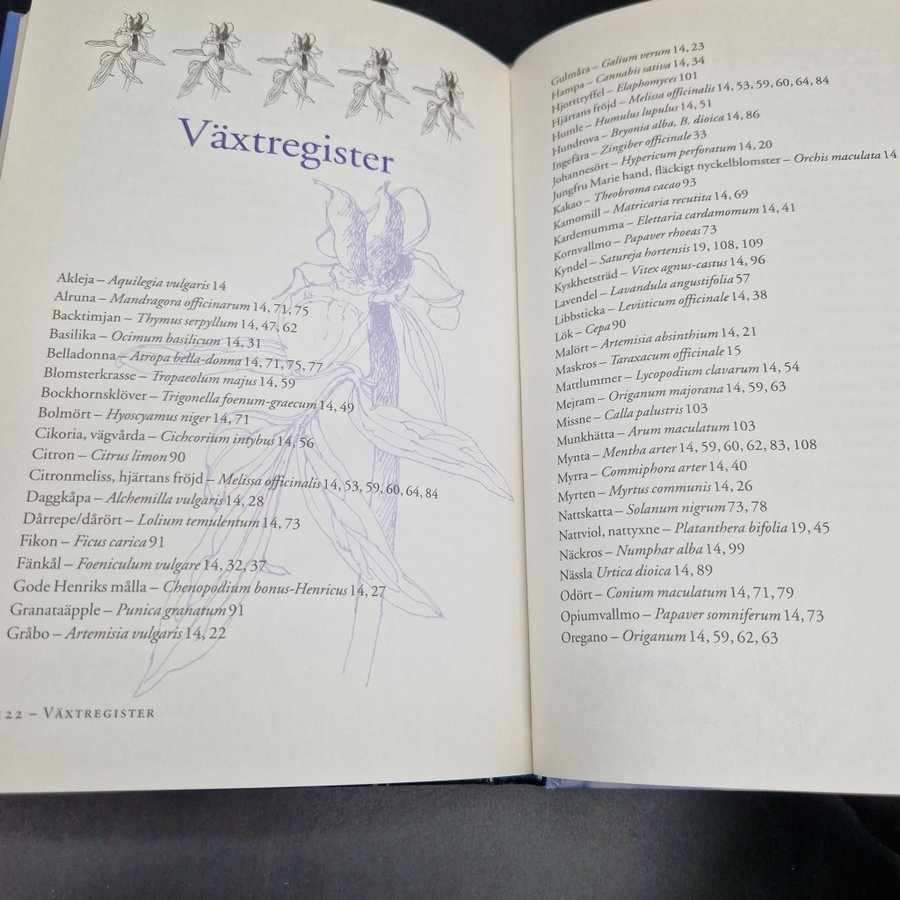 Växtregister
Akleja – Aquilegia vulgaris 14
Alruna – Mandragora officinarum 14, 71, 75
Backtimjan – Thymus serpyllum 14, 47, 62
Basilika – Ocimum basilicum 14, 31
Belladonna – Atropa bella-donna 14, 71, 75, 77
Blomsterkrasse – Tropaeolum majus 14, 59
Bockhornsklöver – Trigonella foenum-graecum 14, 49
Bolmört – Hyoscyamus niger 14, 71
Cikoria, vägvårda – Cichcorium intybus 14, 56
Citron – Citrus limon 90
Citronmeliss, hjärtans fröjd – Melissa officinalis 14, 53, 59, 60, 64, 84
Daggkåpa – Alchemilla vulgaris 14, 28
Dårrepe/dårört – Lolium temulentum 14, 73
Fikon – Ficus carica 91
Fänkål – Foeniculum vulgare 14, 32, 37
Gode Henriks målla – Chenopodium bonus-Henricus 14, 27
Granataäpple – Punica granatum 91
Gråbo – Artemisia vulgaris 14, 22
22 – Växtregister
Gulmåra – Galium verum 14, 23
Hampa – Cannabis sativa 14, 34
Hjorttryffel – Elaphomyces 101
Hjärtans fröjd – Melissa officinalis 14, 53, 59, 60, 64, 84
Humle – Humulus lupulus 14, 51
Hundrova – Bryonia alba, B. dioica 14, 86
Ingefära – Zingiber officinale 33
Johannesört – Hypericum perforatum 14, 20
Jungfru Marie hand, fläckigt nyckelblomster – Orchis maculata 14
Kakao – Theobroma cacao 93
Kamomill – Matricaria recutita 14, 69
Kardemumma – Elettaria cardamomum 14, 41
Kornvallmo – Papaver rhoeas 73
Kyndel – Satureja hortensis 19, 108, 109
Kyskhetsträd – Vitex agnus-castus 14, 96
Lavendel – Lavandula angustifolia 57
Libbsticka – Levisticum officinale 14, 38
Lök – Cepa 90
Malört – Artemisia absinthium 14, 21
Maskros – Taraxacum officinale 15
Mattlummer – Lycopodium clavarum 14, 54
Mejram – Origanum majorana 14, 59, 63
Missne – Calla palustris 103
Munkhätta – Arum maculatum 103
Mynta – Mentha arter 14, 59, 60, 62, 83, 108
Myrra – Commiphora arter 14, 40
Myrten – Myrtus communis 14, 26
Nattskatta – Solanum nigrum 73, 78
Nattviol, nattyxne – Platanthera bifolia 19, 45
Näckros – Numphar alba 14, 99
Nässla Urtica dioica 14, 89
Odört – Conium maculatum 14, 71, 79
Opiumvallmo – Papaver somniferum 14, 73
Oregano – Origanum 14, 59, 62, 63